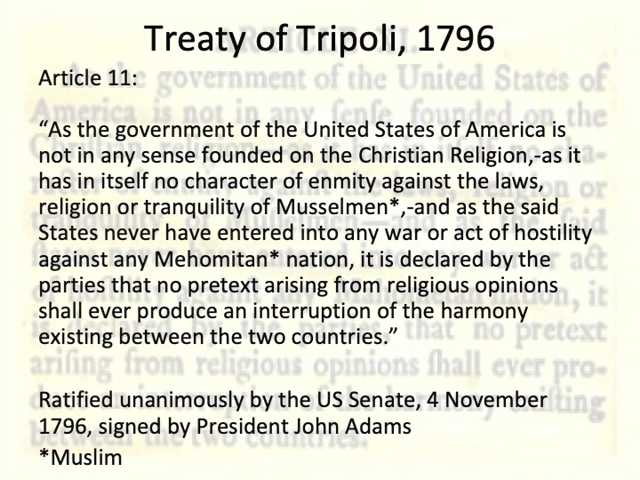 Treaty of Tripoli, 1796
Article 11:
“As the government of the United States of America is
not in any sense founded on the Christian Religion,-as it
has in itself no character of enmity against the laws,
religion or tranquility of Musselmen*,-and as the said
States never have entered into any war or act of hostility
against any Mehomitan* nation, it is declared by the
parties that no pretext arising from religious opinions
shall ever produce an interruption of the harmony
existing between the two countries.”
Ratified unanimously by the US Senate, 4 November
1796, signed by President John Adams
*Muslim